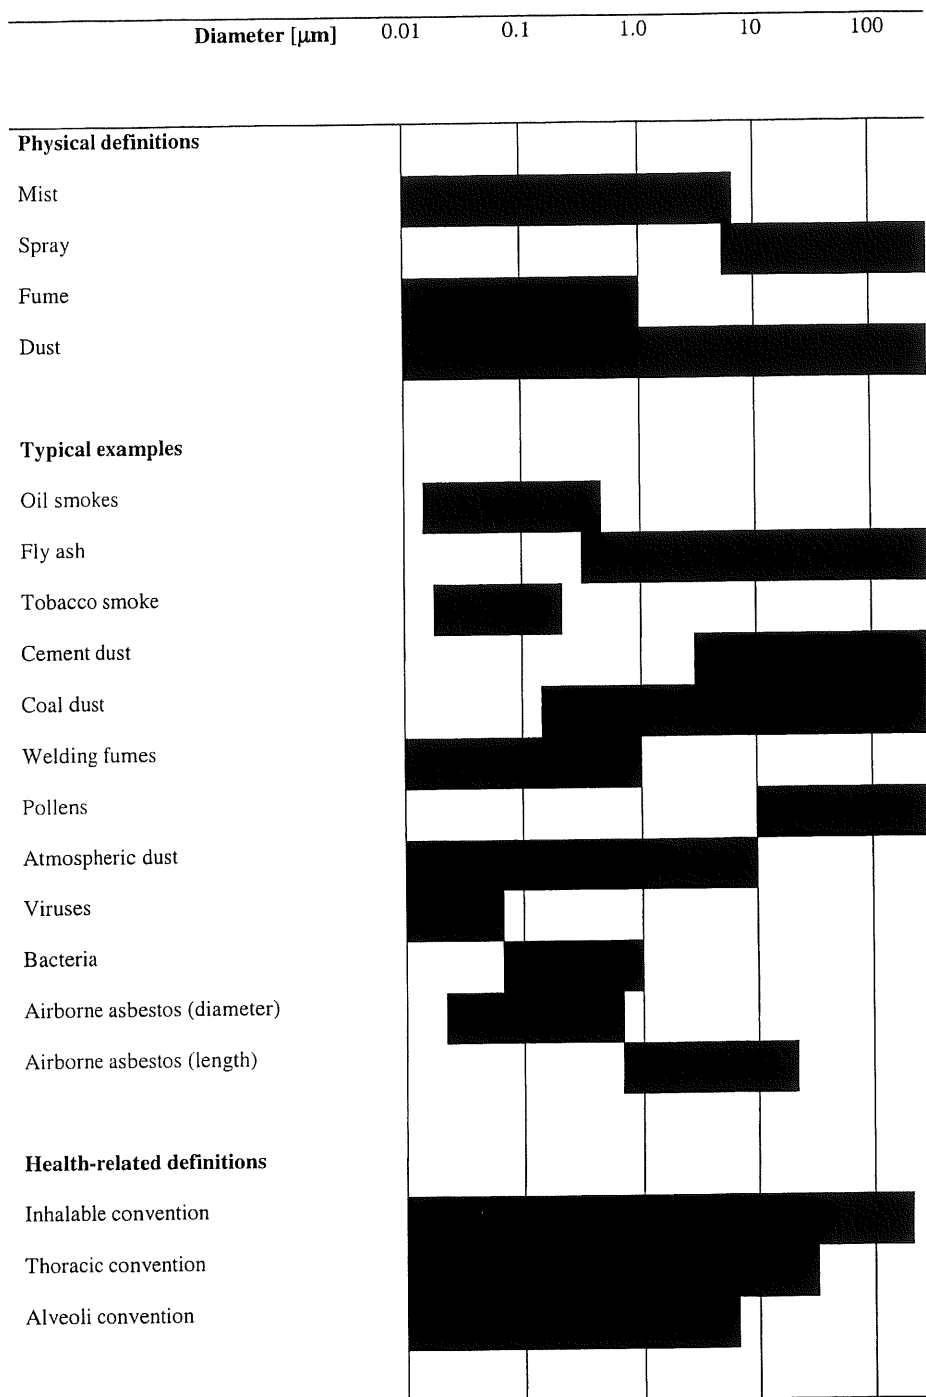 Diameter [µm] 0.01 0.1 1.0 10 100
Physical definitions
Mist
Spray
Fume
Dust
Typical examples
Oil smokes
Fly ash
Tobacco smoke
Cement dust
Coal dust
Welding fumes
Pollens
Atmospheric dust
Viruses
Bacteria
Airborne asbestos (diameter)
Airborne asbestos (length)
Health-related definitions
Inhalable convention
Thoracic convention
Alveoli convention